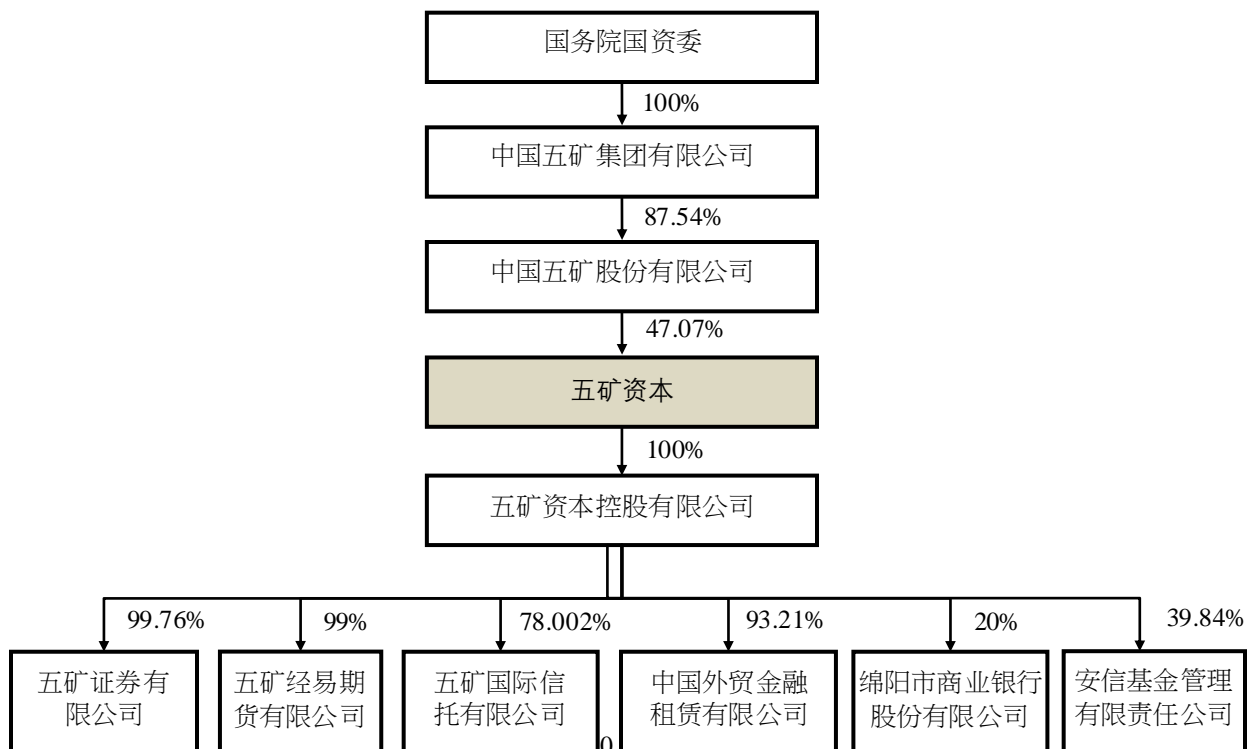 国务院国资委
100%
中国五矿集团有限公司
87.54%
中国五矿股份有限公司
47.07%
五矿资本
100%
五矿资本控股有限公司
99.76%
99%
78.002%
93.21%
20%
39.84%
五矿证券有
限公司
五矿经易期
货有限公司
五矿国际信
托有限公司
中国外贸金融
租赁有限公司
绵阳市商业银行
股份有限公司
安信基金管理
有限责任公司
0